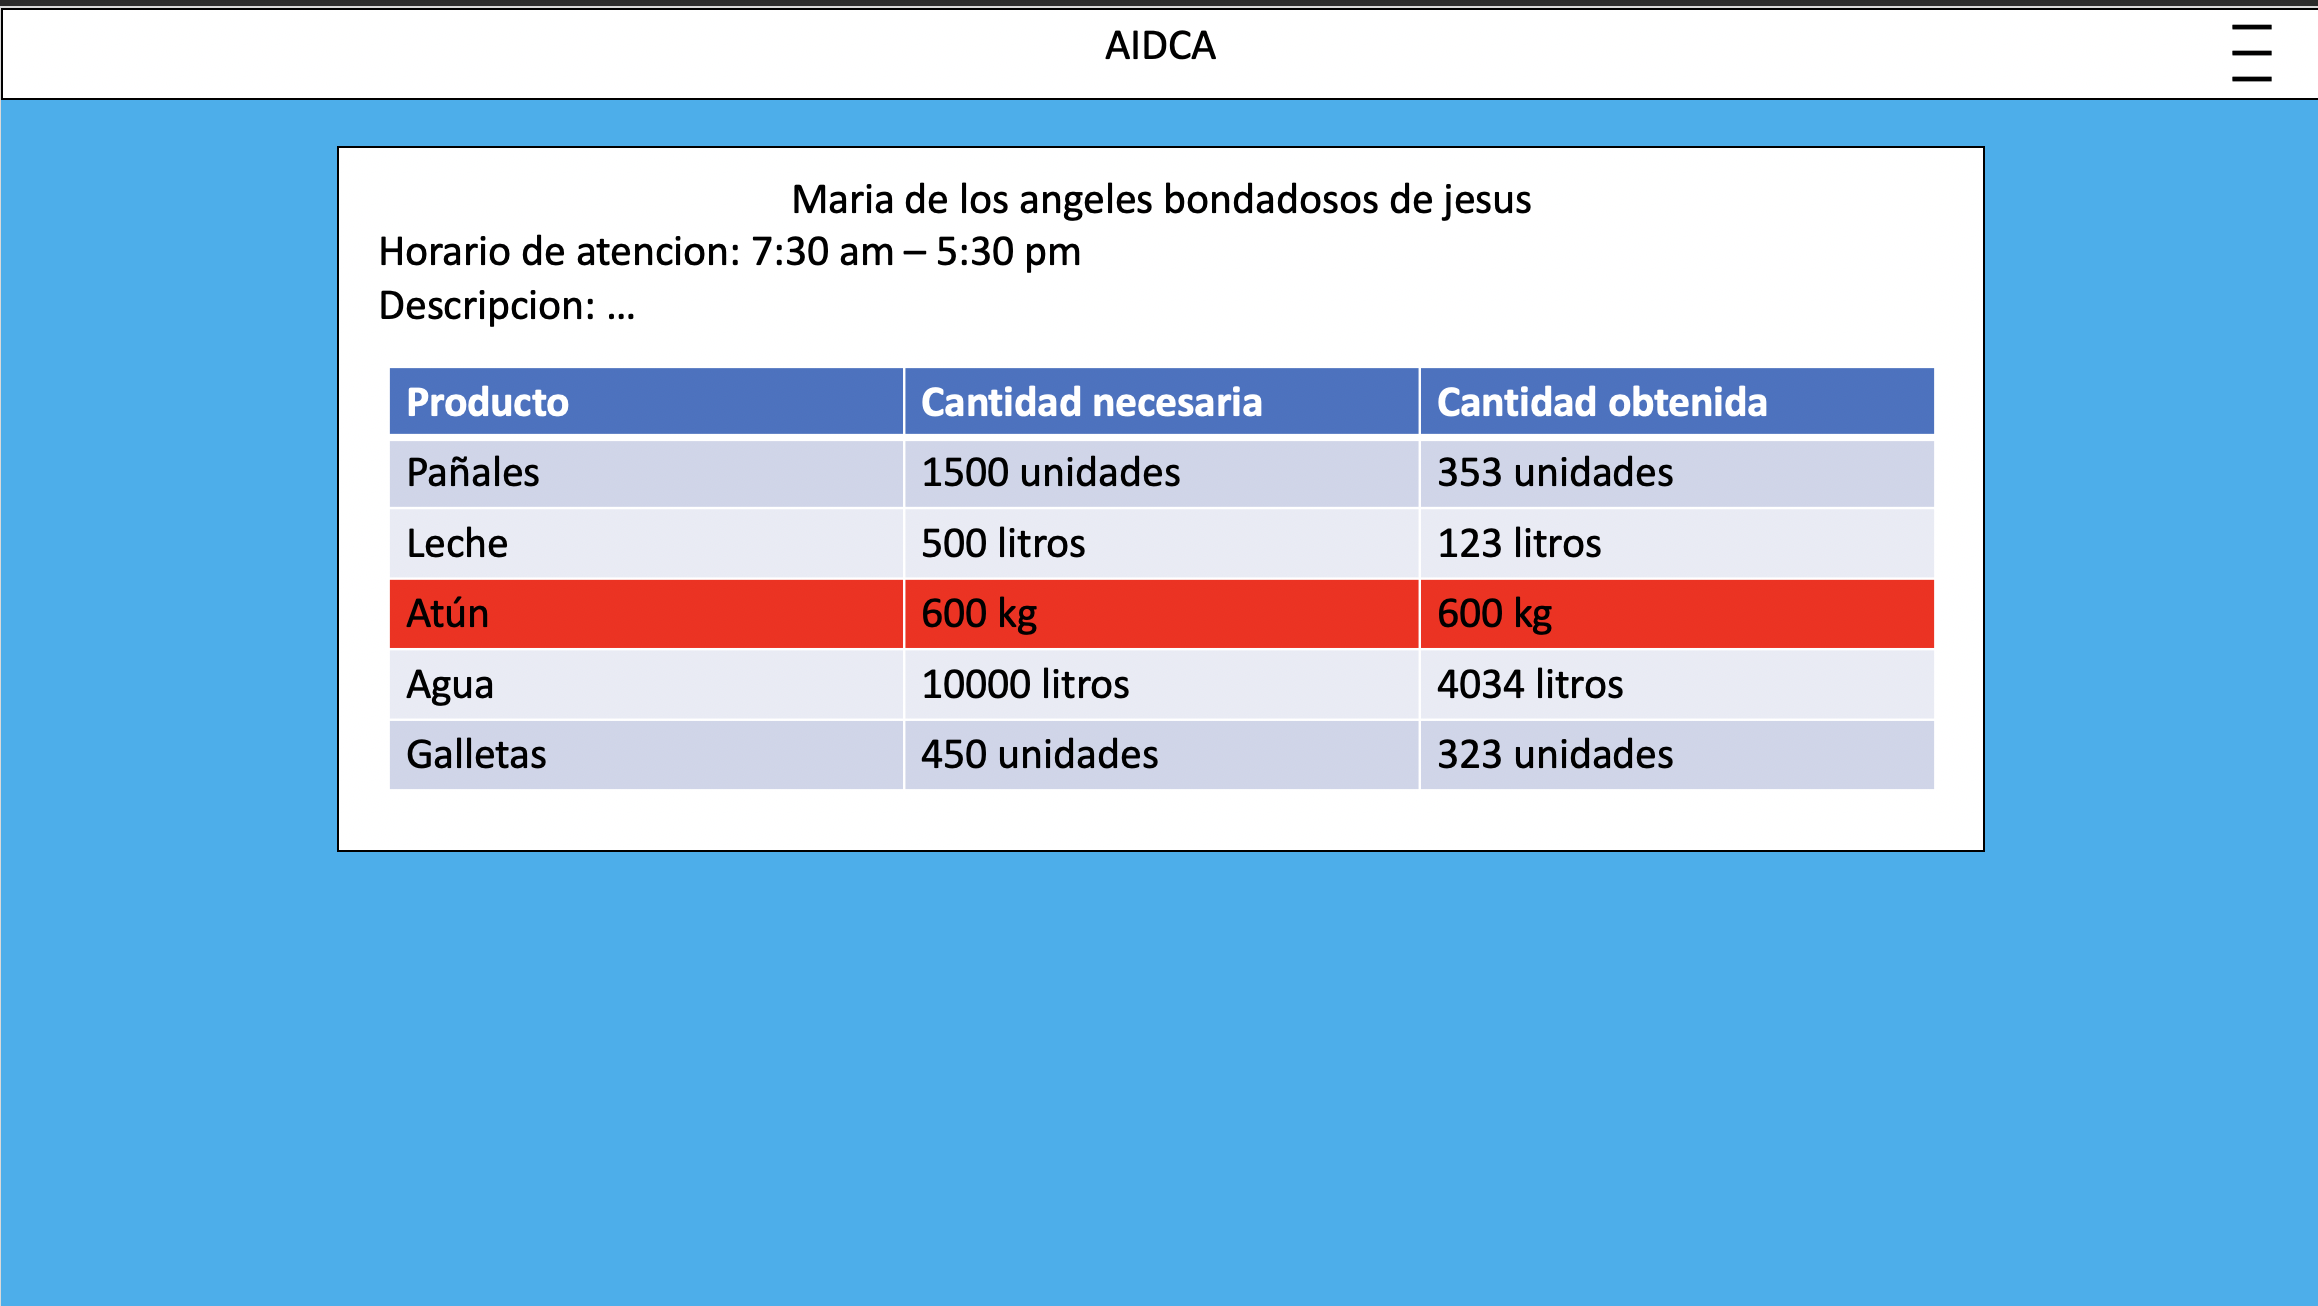 AIDCA
Maria de los angeles bondadosos de jesus
Horario de atencion: 7:30 am – 5:30 pm
Descripcion: ...
Producto Cantidad necesaria Cantidad obtenida
Pañales 1500 unidades 353 unidades
Leche 500 litros 123 litros
Atún 600 kg 600 kg
Agua 10000 litros 4034 litros
Galletas 450 unidades 323 unidades